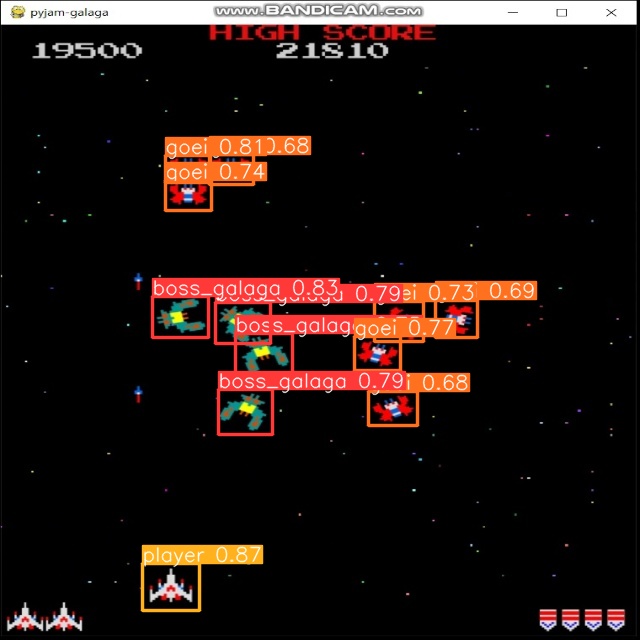 pyjam-galaga
www.BANDICAM.com
HIGH SCORE
19500 21810
goei 0.81 0.68
goei 0.74
boss_galaga 0.83
boss_galaga 0.79 ei 0.73 0.69
boss_galag goei 0.77
boss_galaga 0.79 i 0.68
player 0.87